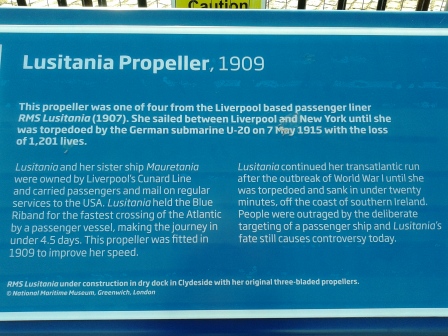 Caution
Lusitania Propeller, 1909
This propeller was one of four from the Liverpool based passenger liner
RMS Lusitania (1907). She sailed between Liverpool and New York until she
was torpedoed by the German submarine U-20 on 7 May 1915 with the loss
of 1,201 lives.
Lusitania and her sister ship Mauretania
were owned by Liverpool's Cunard Line
and carried passengers and mail on regular
services to the USA. Lusitania held the Blue
Riband for the fastest crossing of the Atlantic
by a passenger vessel, making the journey in
under 4.5 days. This propeller was fitted in
1909 to improve her speed.
Lusitania continued her transatlantic run
after the outbreak of World War I until she
was torpedoed and sank in under twenty
minutes, off the coast of southern Ireland.
People were outraged by the deliberate
targeting of a passenger ship and Lusitania's
fate still causes controversy today.
RMS Lusitania under construction in dry dock in Clydeside with her original three-bladed propellers.
© National Maritime Museum, Greenwich, London